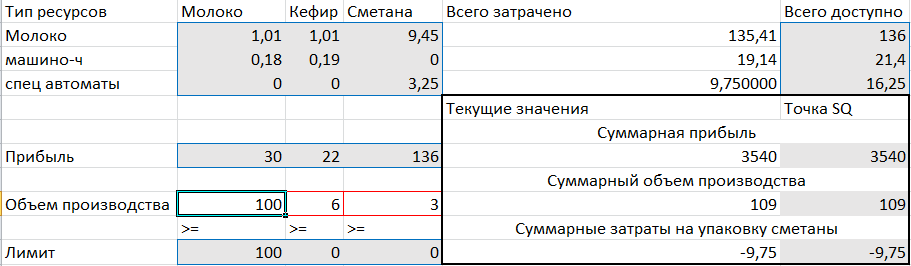 Тип ресурсов Молоко Кефир Сметана Всего затрачено Всего доступно
Молоко 1,01 1,01 9,45 135,41 136
машино-ч 0,18 0,19 0 19,14 21,4
спец автоматы 0 0 3,25 9,750000 16,25
Текущие значения Точка SQ
Суммарная прибыль
Прибыль 30 22 136 3540 3540
Суммарный объем производства
Объем производства 100 6 3 109 109
>= >= >= Суммарные затраты на упаковку сметаны
Лимит 100 0 0 -9,75 -9,75